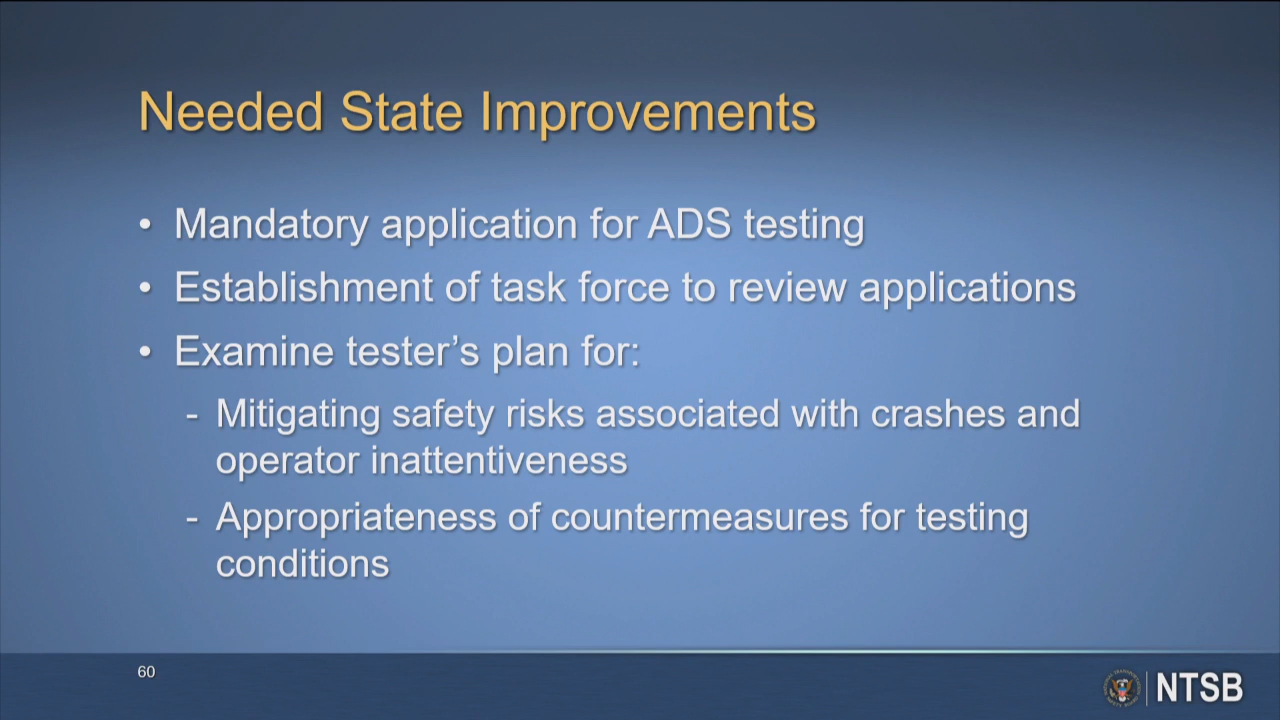 Needed State Improvements
• Mandatory application for ADS testing
• Establishment of task force to review applications
• Examine tester’s plan for:
- Mitigating safety risks associated with crashes and
operator inattentiveness
- Appropriateness of countermeasures for testing
conditions
60
NTSB